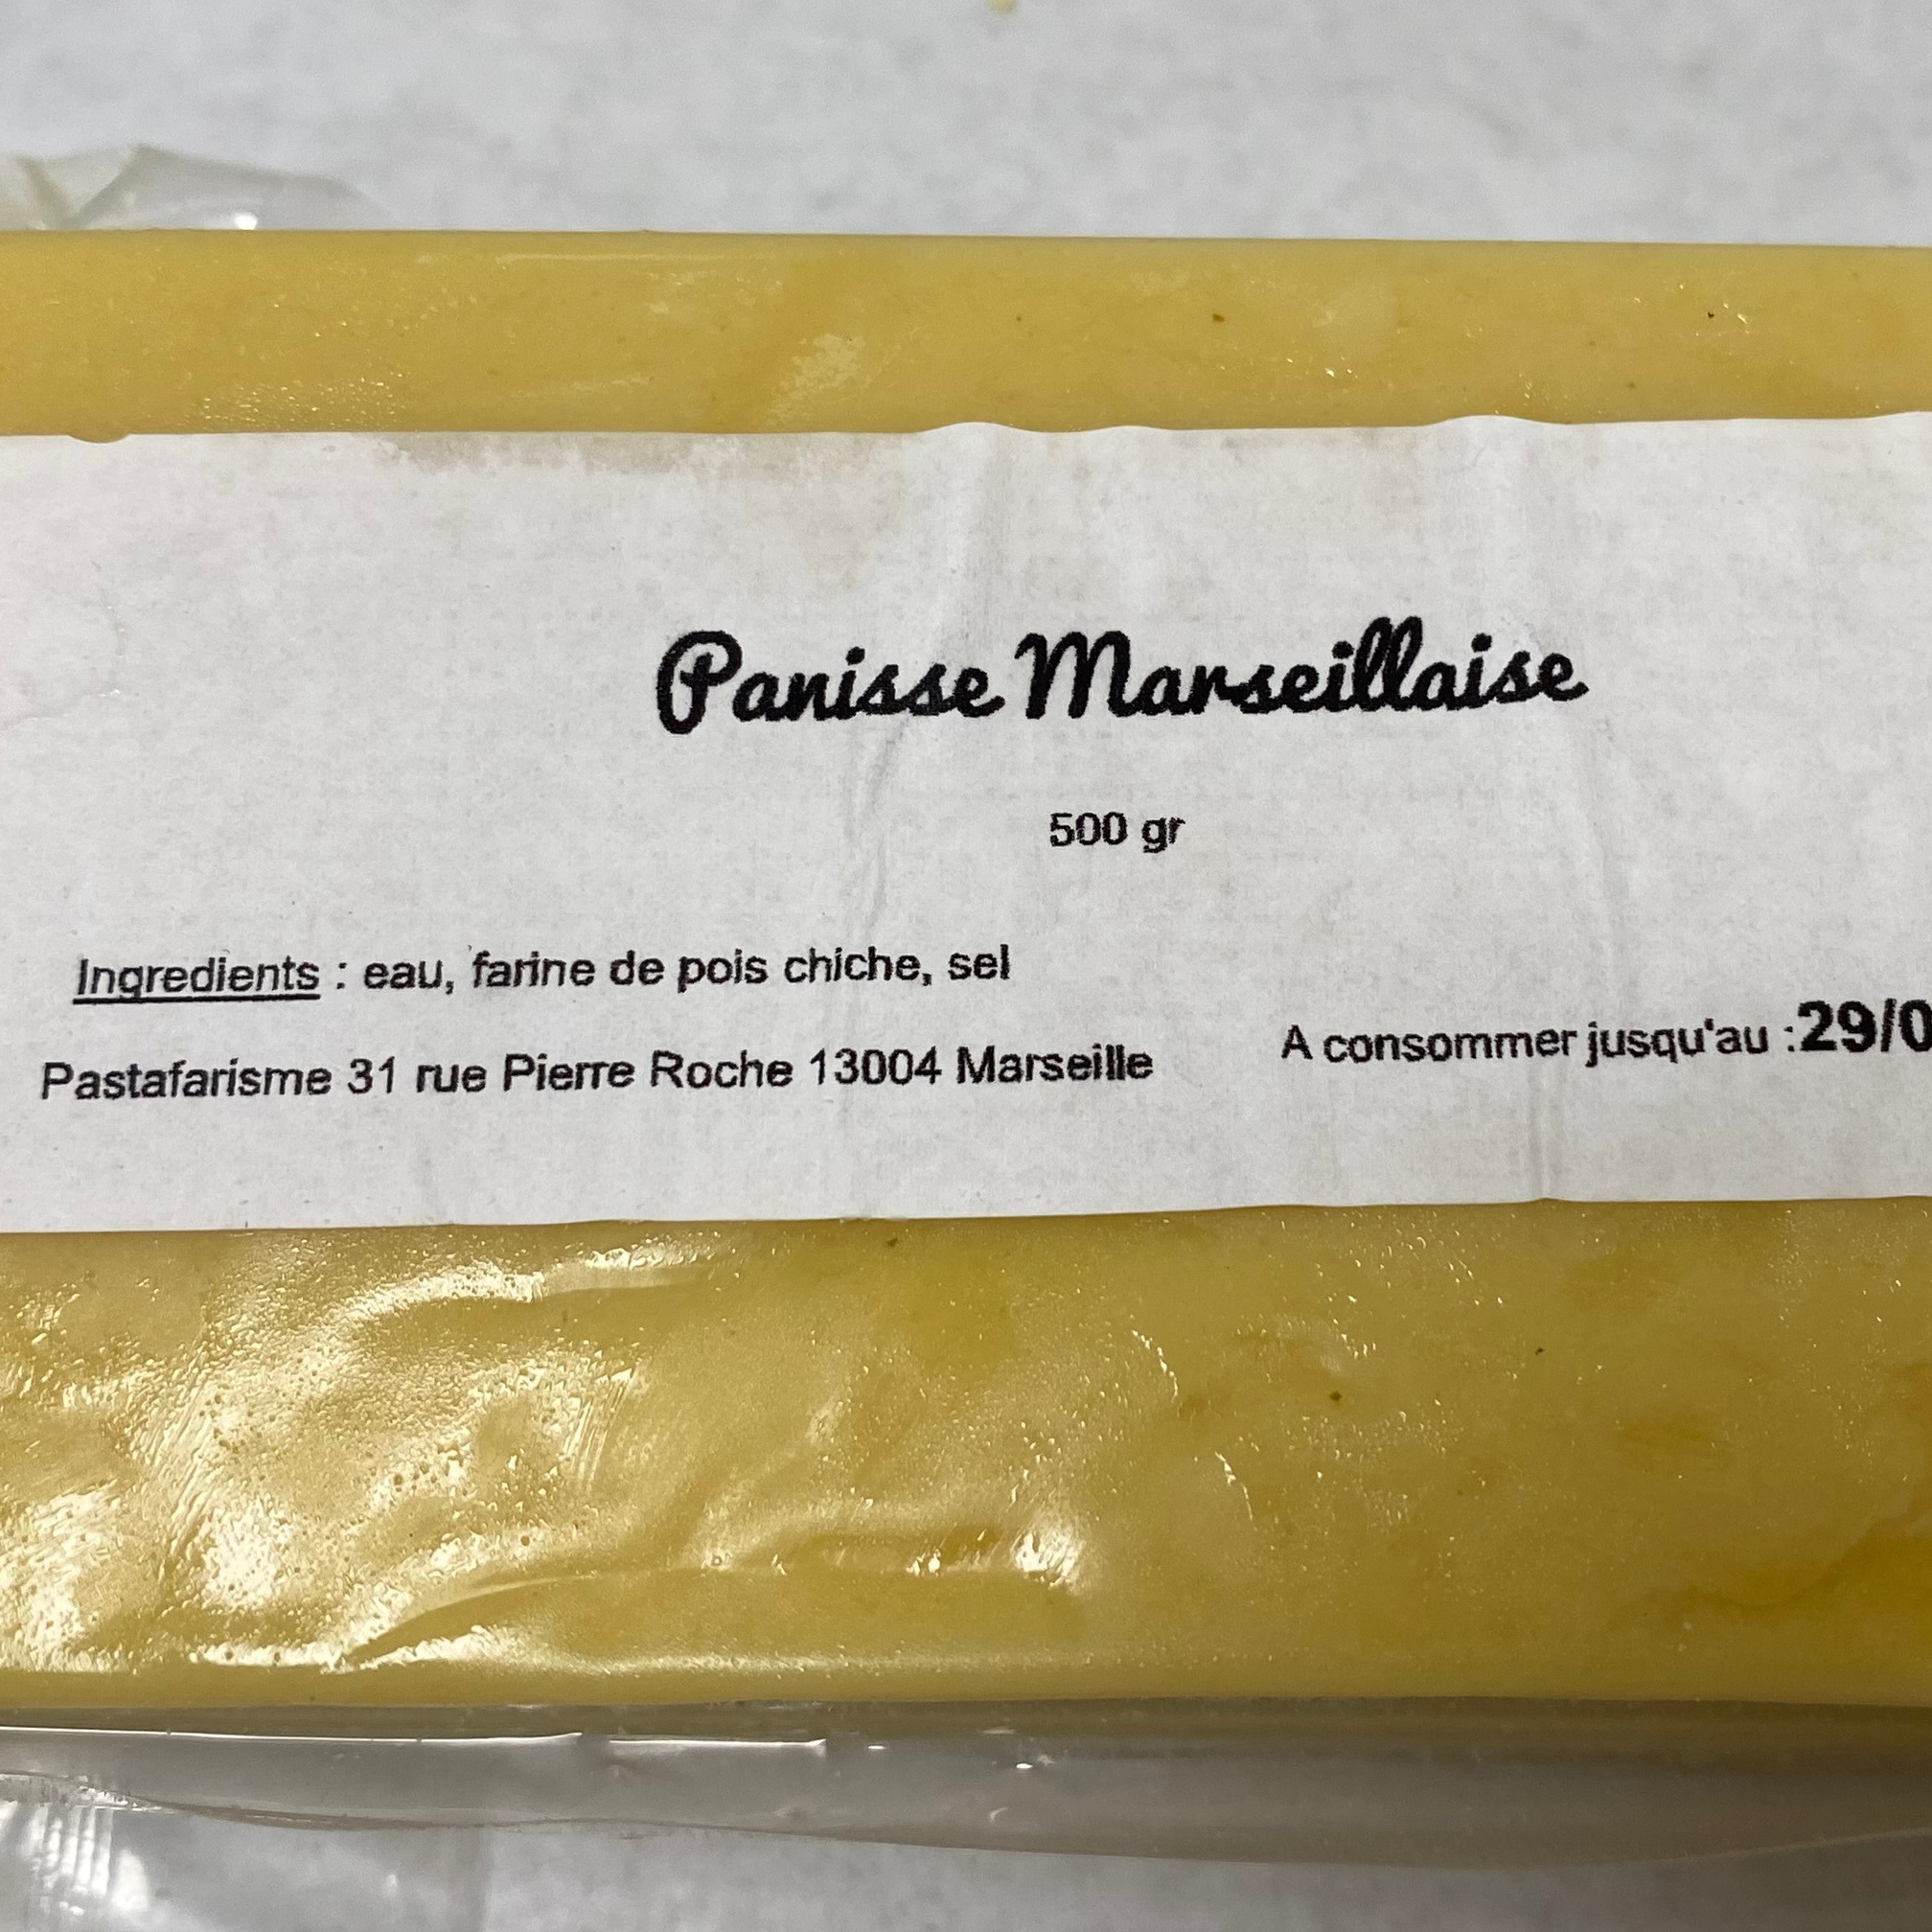 Panisse Marseillaise
500 gr
Ingredients : eau, farine de pois chiche, sel
A consommer jusqu'au :29/0
Pastafarisme 31 rue Pierre Roche 13004 Marseille